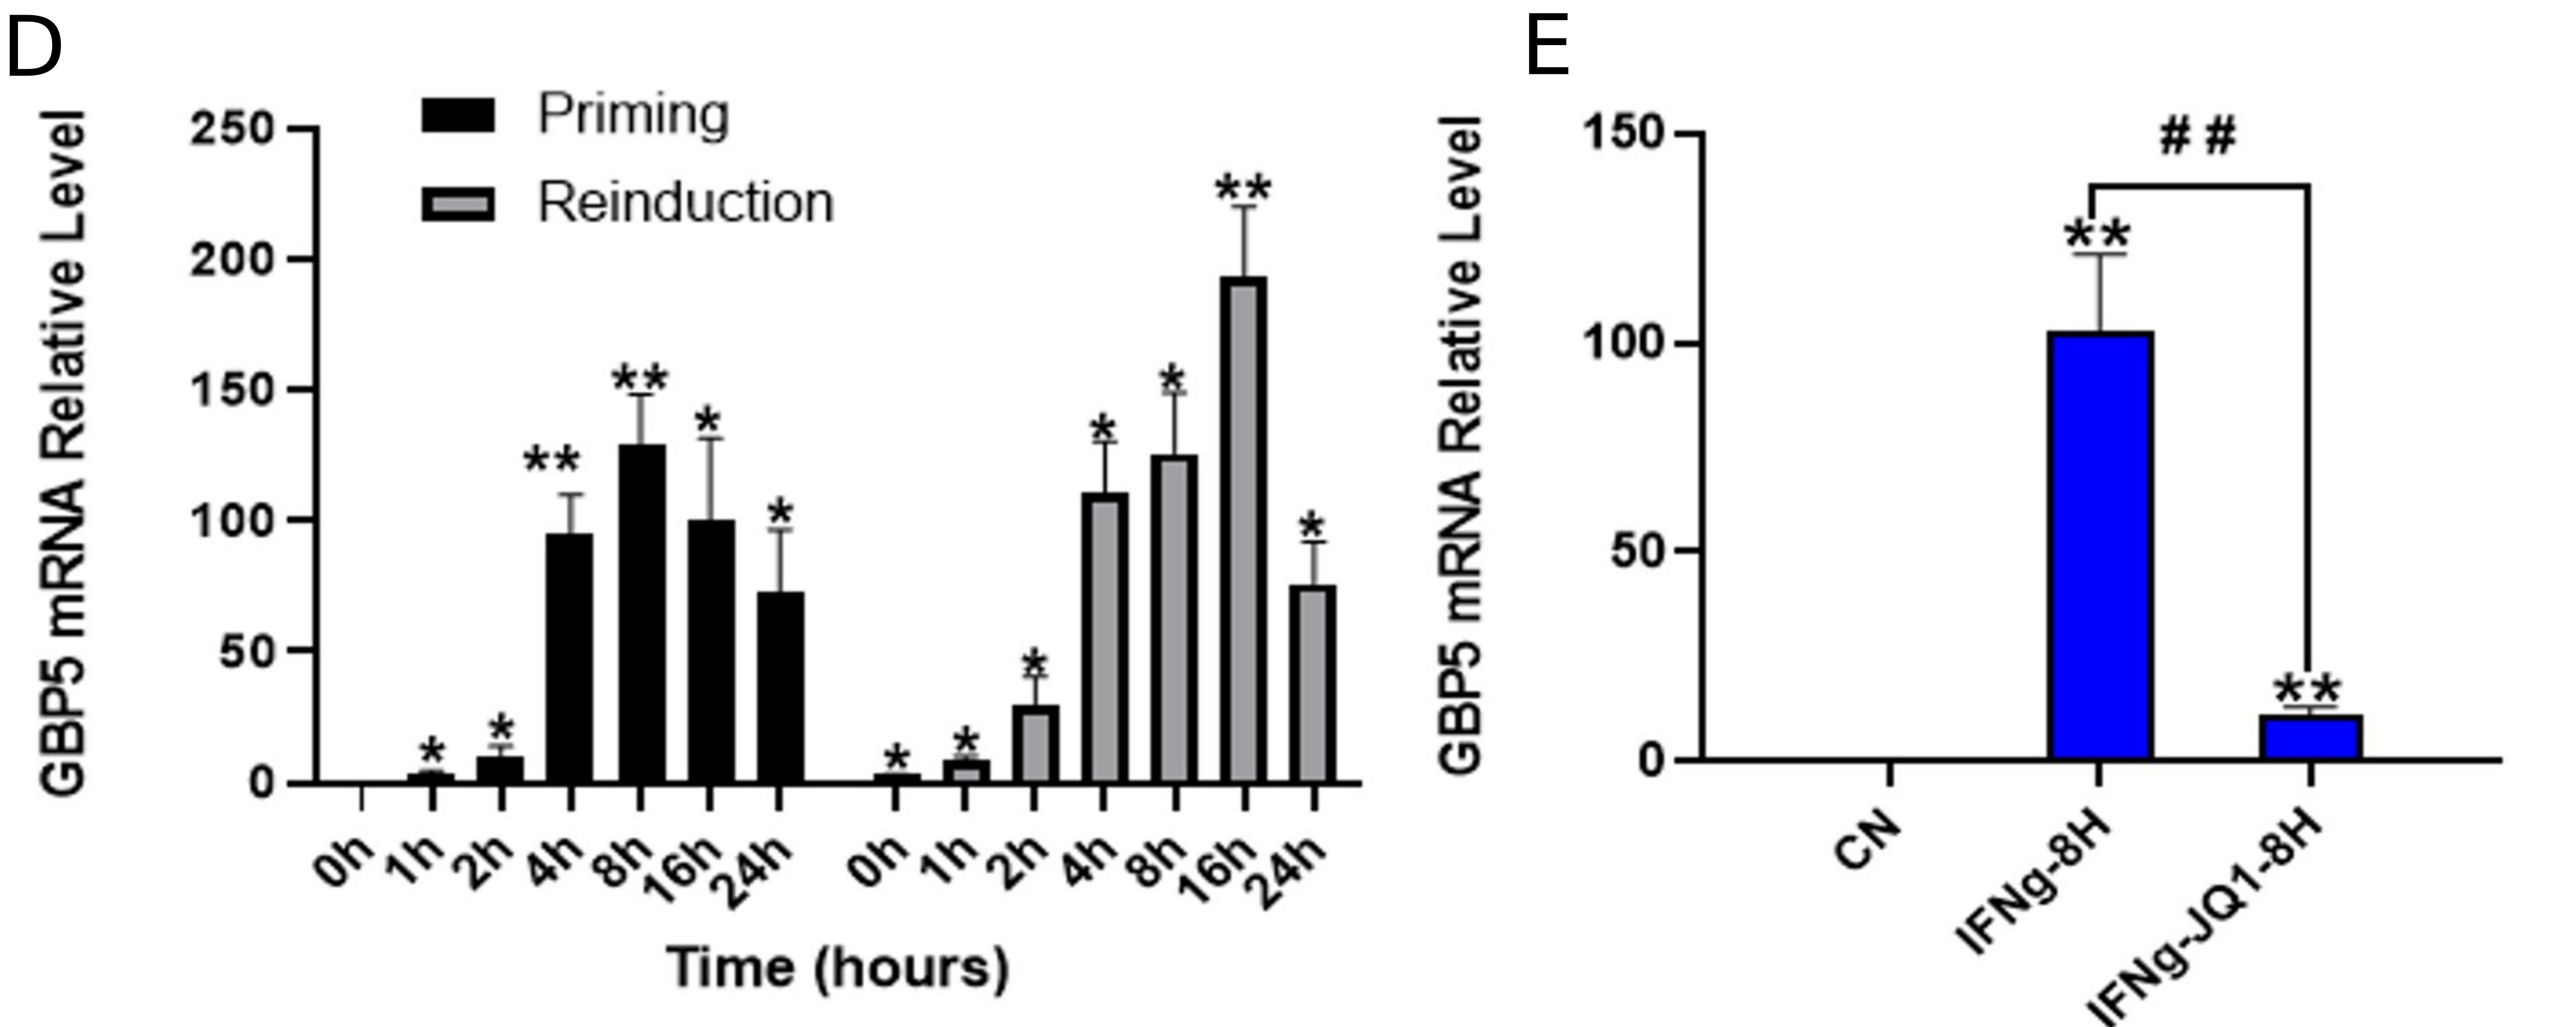 D
GBP5 mRNA Relative Level
250
200
150
100
50
0
Priming
Reinduction
*
*
**
**
*
*
*
*
*
*
*
**
*
0h 1h 2h 4h 8h 16h 24h 0h 1h 2h 4h 8h 16h 24h
Time (hours)
E
GBP5 mRNA Relative Level
150
100
50
0
##
**
**
CN IFNg-8H IFNg-JQ1-8H